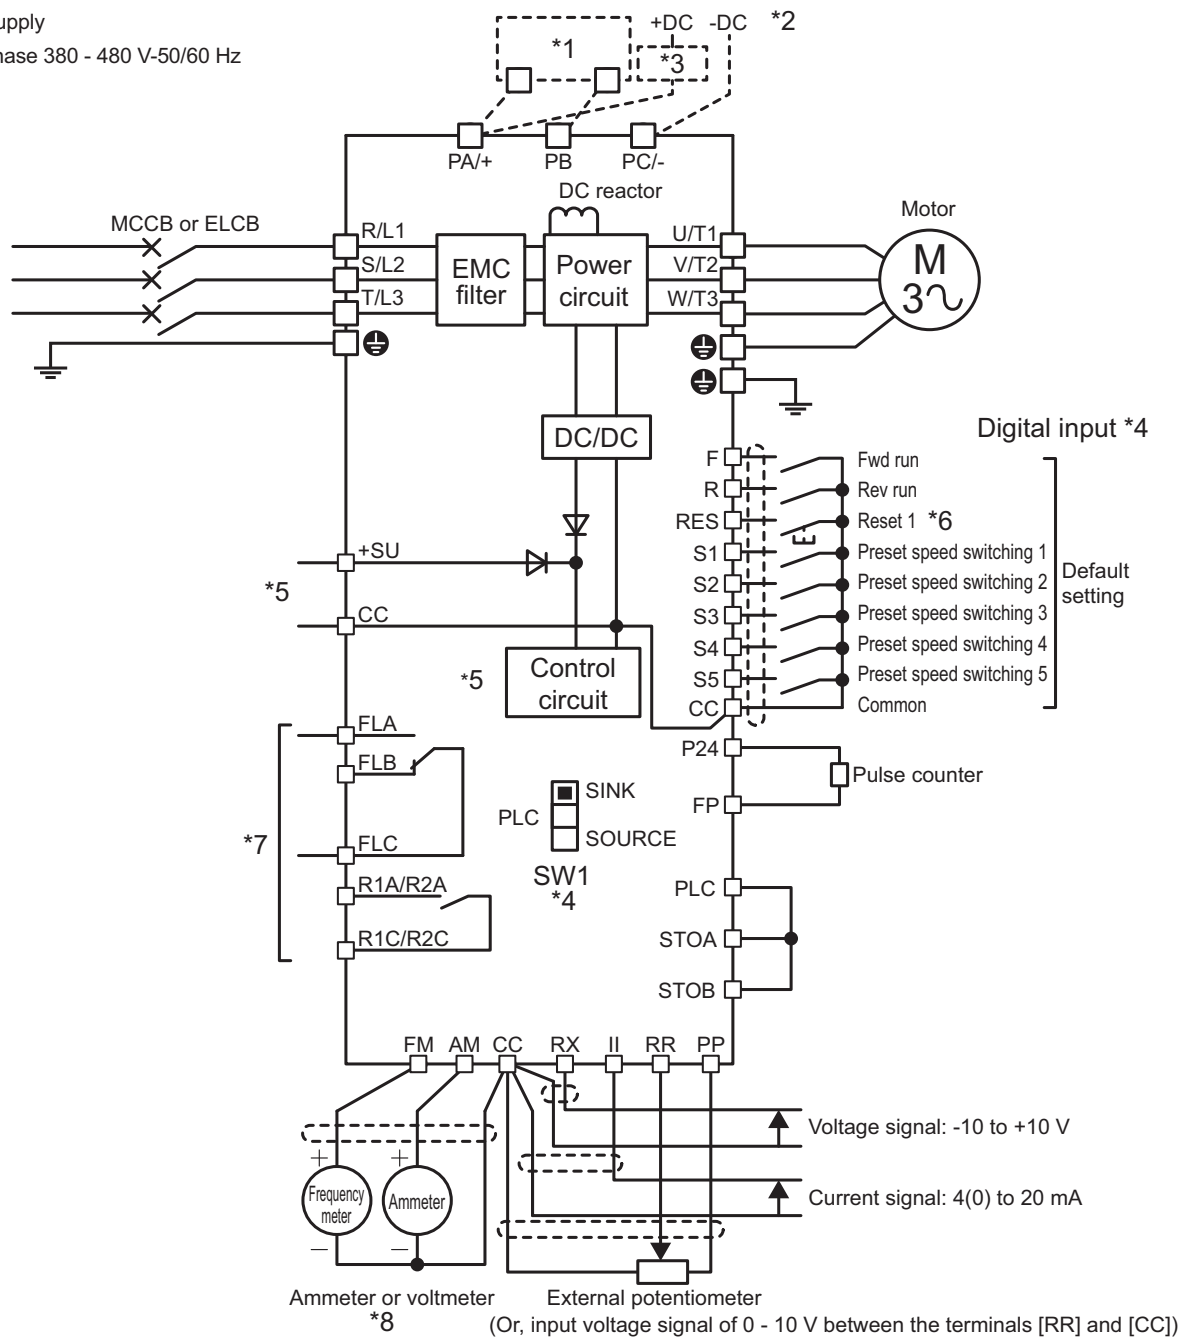 upply
hase 380 - 480 V-50/60 Hz
+DC -DC *2
*1
*3
PA/+ PB PC/-
DC reactor
MCCB or ELCB
Motor
R/L1
S/L2
T/L3
EMC
filter
Power
circuit
U/T1
V/T2
W/T3
M
3
DC/DC
Digital input *4
F Fwd run
R Rev run
RES Reset 1 *6
S1 Preset speed switching 1
S2 Preset speed switching 2
S3 Preset speed switching 3
S4 Preset speed switching 4
S5 Preset speed switching 5
CC Common
Default
setting
+SU
*5
CC
*5
Control
circuit
P24
Pulse counter
FP
FLA
FLB
FLC
*7
R1A/R2A
R1C/R2C
SINK
PLC
SOURCE
SW1
*4
PLC
STOA
STOB
FM AM CC RX II RR PP
Voltage signal: -10 to +10 V
Current signal: 4(0) to 20 mA
+ +
Frequency
meter
Ammeter
− −
Ammeter or voltmeter
*8
External potentiometer
(Or, input voltage signal of 0 - 10 V between the terminals [RR] and [CC])